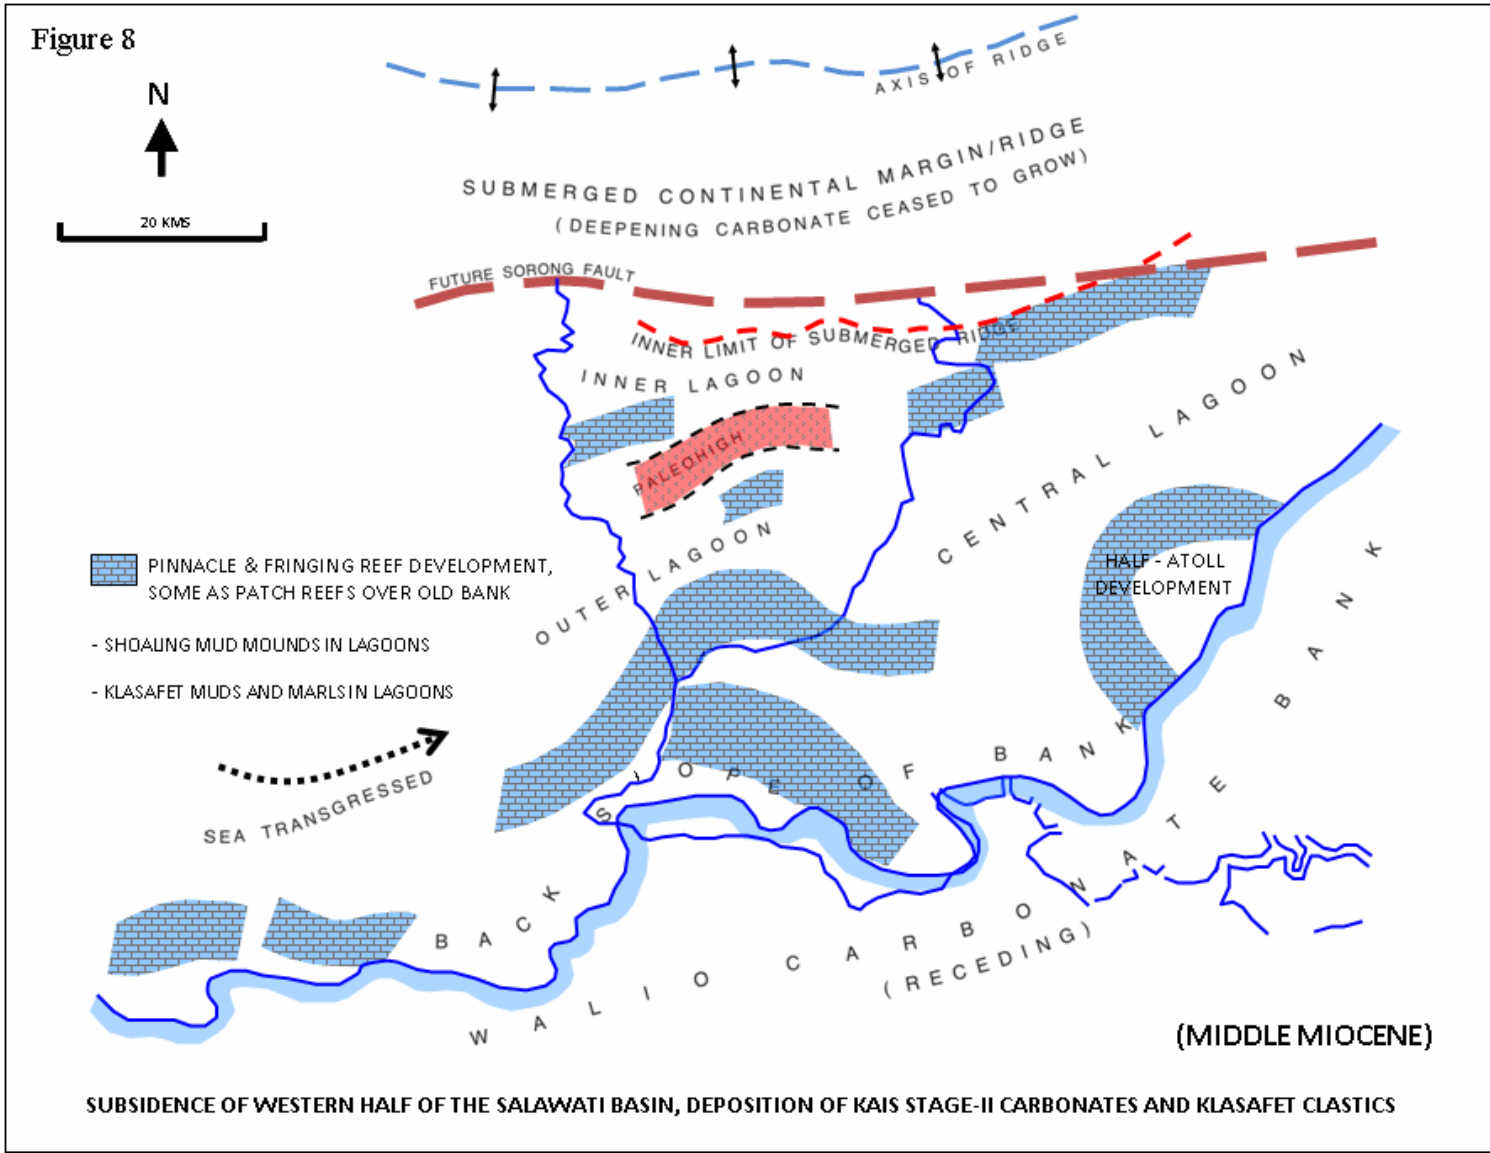 Figure 8
N
20 KMS
AXIS OF RIDGE
SUBMERGED CONTINENTAL MARGIN/RIDGE
(DEEPENING CARBONATE CEASED TO GROW)
FUTURE SORONG FAULT
INNER LIMIT OF SUBMERGED RIDGE
INNER LAGOON
PALEOHIGH
OUTER LAGOON
CENTRAL LAGOON
HALF - ATOLL
DEVELOPMENT
PINNACLE & FRINGING REEF DEVELOPMENT,
SOME AS PATCH REEFS OVER OLD BANK
- SHOALING MUD MOUNDS IN LAGOONS
- KLASAFET MUDS AND MARLS IN LAGOONS
SEA TRANSGRESSED
BACK SLOPE OF BANK
WALIO CARBONATE BANK
(RECEDING)
(MIDDLE MIOCENE)
SUBSIDENCE OF WESTERN HALF OF THE SALAWATI BASIN, DEPOSITION OF KAIS STAGE-II CARBONATES AND KLASAFET CLASTICS